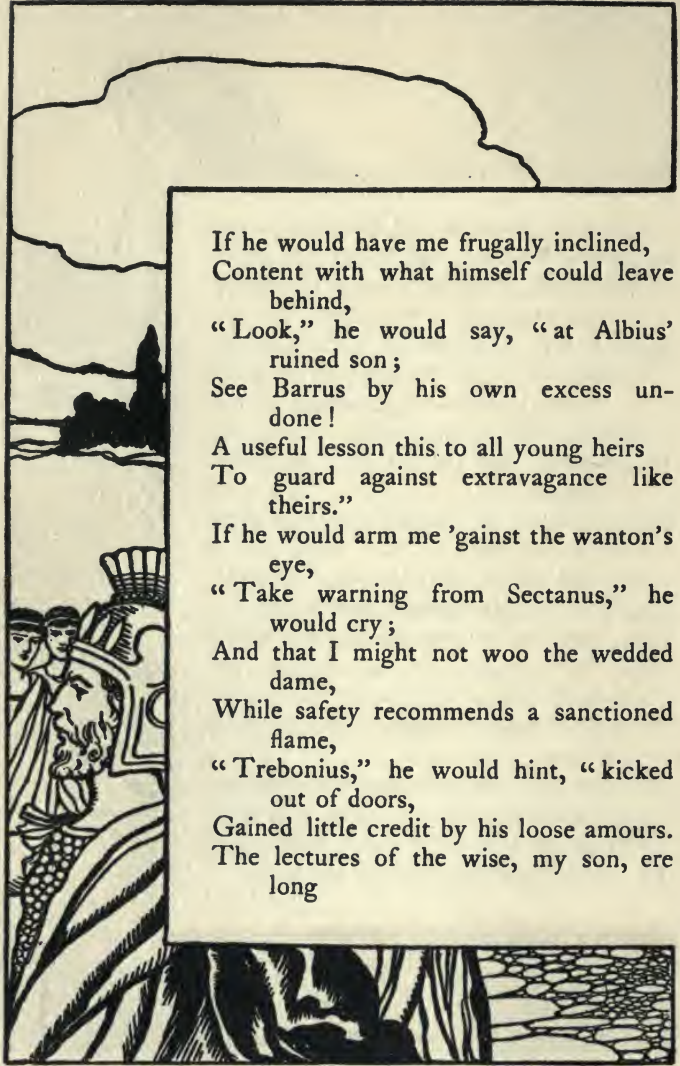 If he would have me frugally inclined,
Content with what himself could leave
behind,
“Look,” he would say, “at Albius’
ruined son;
See Barrus by his own excess un-
done!
A useful lesson this to all young heirs
To guard against extravagance like
theirs.”
If he would arm me ’gainst the wanton’s
eye,
“Take warning from Sectanus,” he
would cry;
And that I might not woo the wedded
dame,
While safety recommends a sanctioned
flame,
“Trebonius,” he would hint, “kicked
out of doors,
Gained little credit by his loose amours.
The lectures of the wise, my son, ere
long